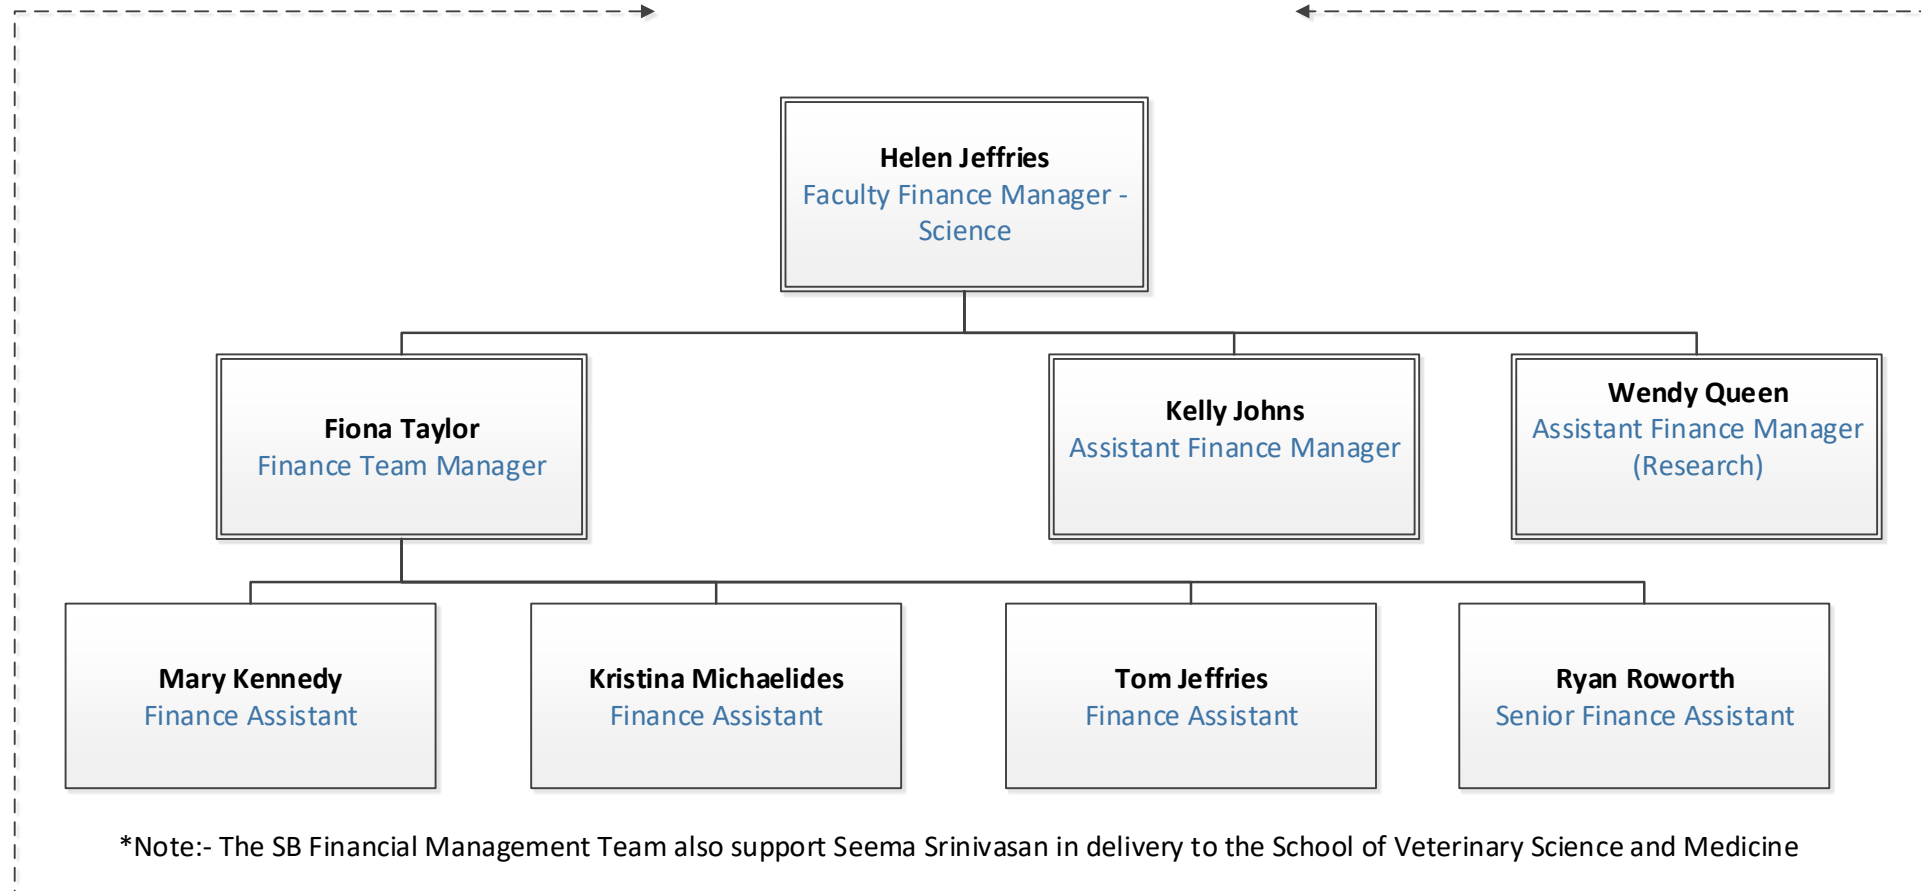 Helen Jeffries
Faculty Finance Manager -
Science
Fiona Taylor
Finance Team Manager
Kelly Johns
Assistant Finance Manager
Wendy Queen
Assistant Finance Manager
(Research)
Mary Kennedy
Finance Assistant
Kristina Michaelides
Finance Assistant
Tom Jeffries
Finance Assistant
Ryan Roworth
Senior Finance Assistant
*Note:- The SB Financial Management Team also support Seema Srinivasan in delivery to the School of Veterinary Science and Medicine